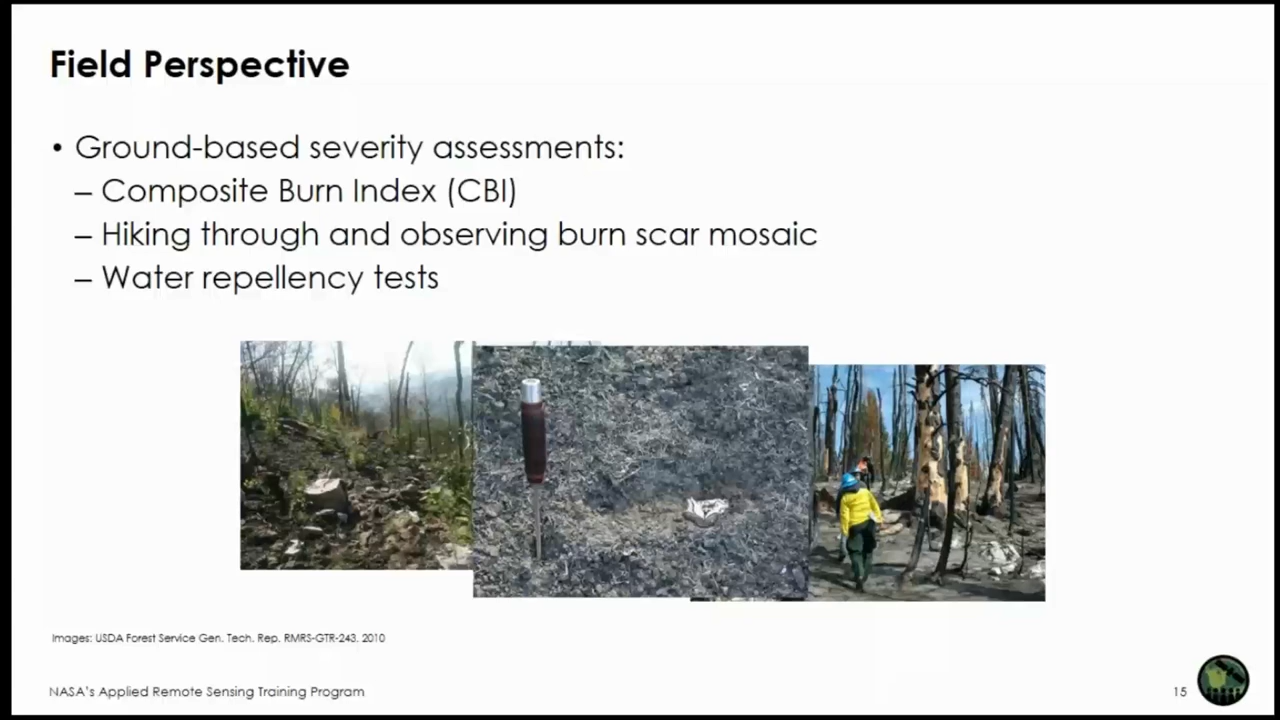 Field Perspective
• Ground-based severity assessments:
– Composite Burn Index (CBI)
– Hiking through and observing burn scar mosaic
– Water repellency tests
Images: USDA Forest Service Gen. Tech. Rep. RMRS-GTR-243. 2010
NASA's Applied Remote Sensing Training Program
15